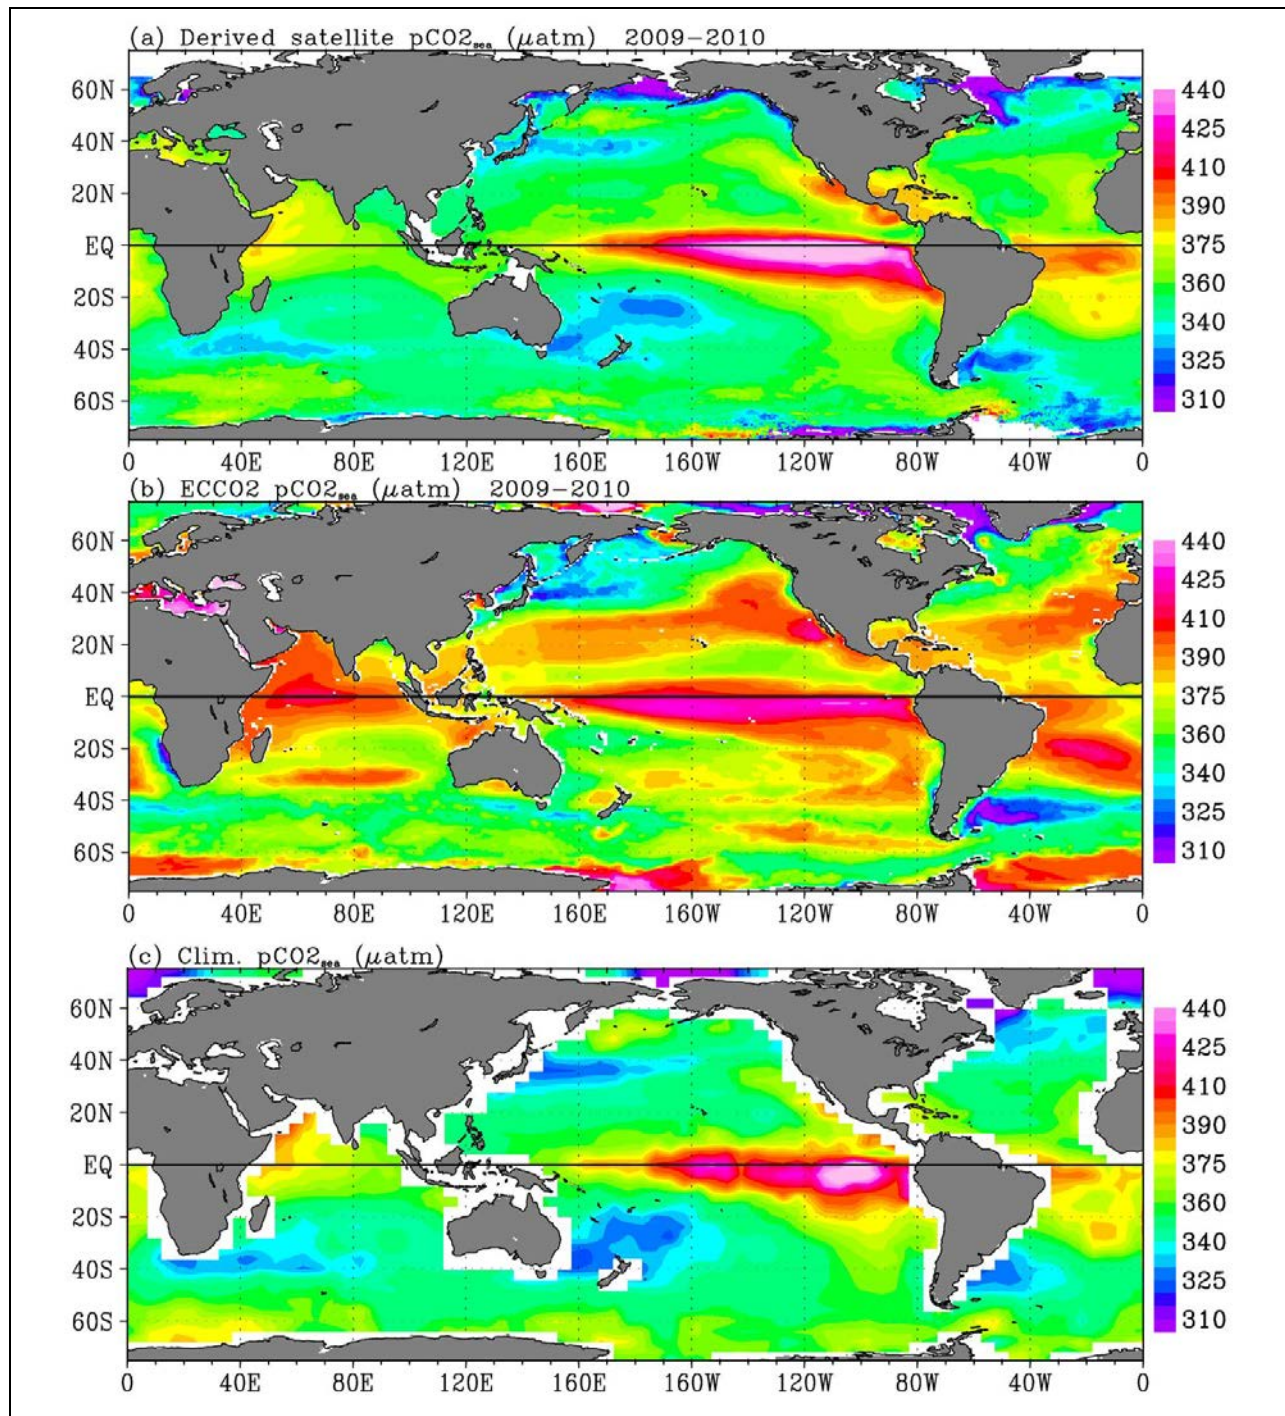 (a) Derived satellite pCO2sea (μatm) 2009−2010
60N
40N
20N
EQ
20S
40S
60S
0 40E 80E 120E 160E 160W 120W 80W 40W 0
440
425
410
390
375
360
340
325
310
(b) ECCO2 pCO2sea (μatm) 2009−2010
60N
40N
20N
EQ
20S
40S
60S
0 40E 80E 120E 160E 160W 120W 80W 40W 0
440
425
410
390
375
360
340
325
310
(c) Clim. pCO2sea (μatm)
60N
40N
20N
EQ
20S
40S
60S
0 40E 80E 120E 160E 160W 120W 80W 40W 0
440
425
410
390
375
360
340
325
310